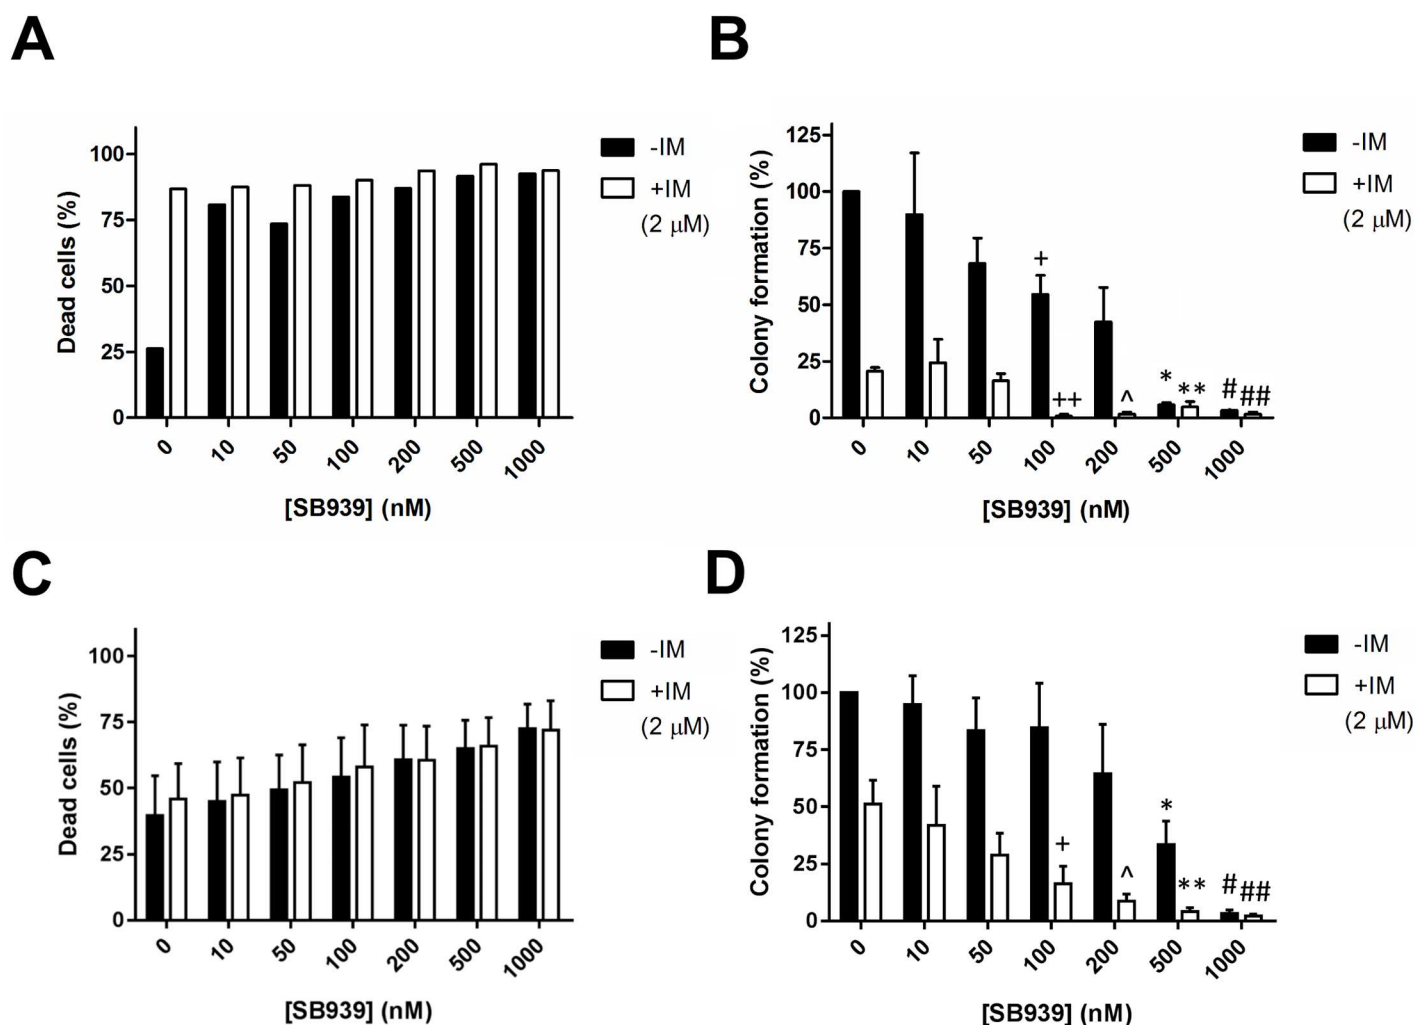 A
Dead cells (%)
100
75
50
25
0
0 10 50 100 200 500 1000
[SB939] (nM)
-IM
+IM
(2 μM)
B
Colony formation (%)
125
100
75
50
25
0
+
++
^
*
**
#
##
0 10 50 100 200 500 1000
[SB939] (nM)
-IM
+IM
(2 μM)
C
Dead cells (%)
100
75
50
25
0
0 10 50 100 200 500 1000
[SB939] (nM)
-IM
+IM
(2 μM)
D
Colony formation (%)
125
100
75
50
25
0
+
^
*
**
#
##
0 10 50 100 200 500 1000
[SB939] (nM)
-IM
+IM
(2 μM)